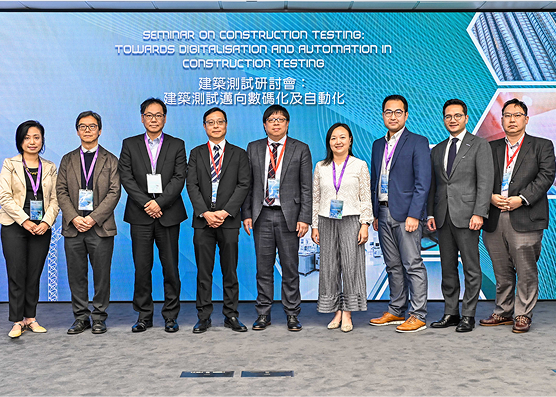 SEMINAR ON CONSTRUCTION TESTING:
TOWARDS DIGITALISATION AND AUTOMATION IN
CONSTRUCTION TESTING
建築測試研討會：
建築測試邁向數碼化及自動化